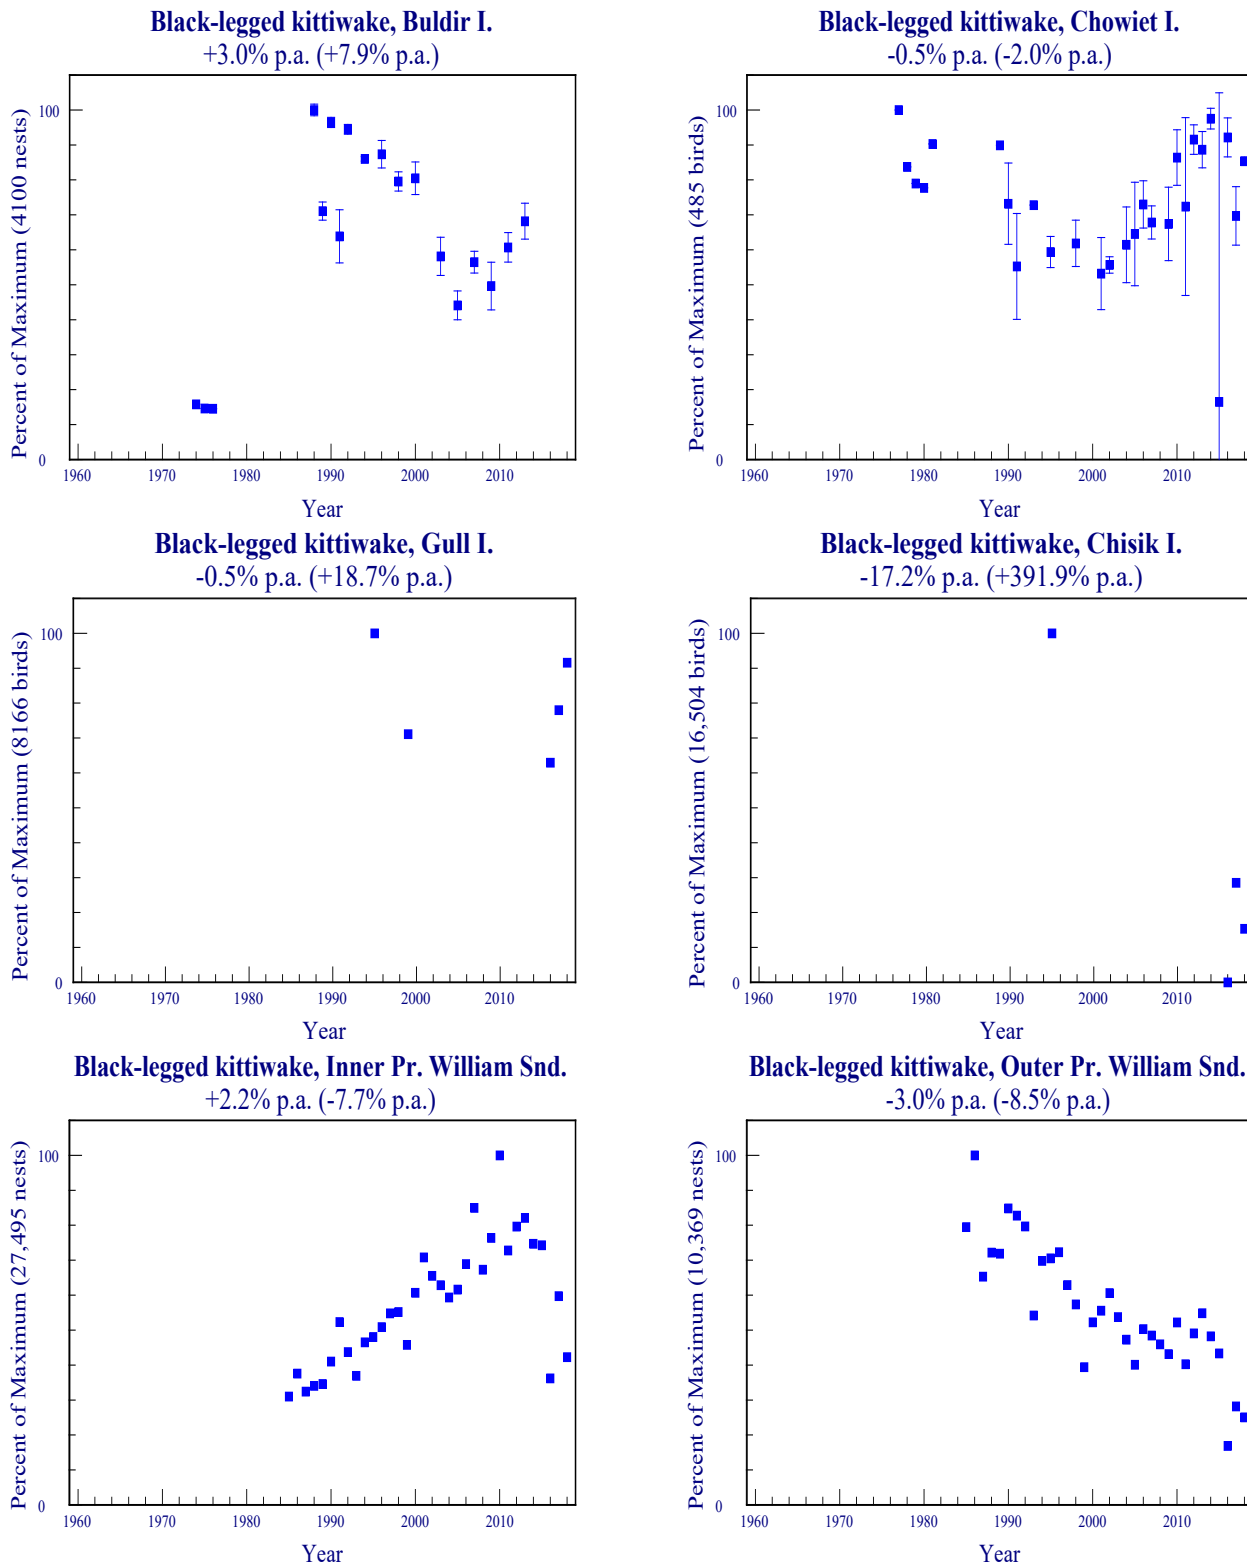 Black-legged kittiwake, Buldir I.
+3.0% p.a. (+7.9% p.a.)
Percent of Maximum (4100 nests)
100
0
1960 1970 1980 1990 2000 2010
Year
Black-legged kittiwake, Chowiet I.
-0.5% p.a. (-2.0% p.a.)
Percent of Maximum (485 birds)
100
0
1960 1970 1980 1990 2000 2010
Year
Black-legged kittiwake, Gull I.
-0.5% p.a. (+18.7% p.a.)
Percent of Maximum (8166 birds)
100
0
1960 1970 1980 1990 2000 2010
Year
Black-legged kittiwake, Chisik I.
-17.2% p.a. (+391.9% p.a.)
Percent of Maximum (16,504 birds)
100
0
1960 1970 1980 1990 2000 2010
Year
Black-legged kittiwake, Inner Pr. William Snd.
+2.2% p.a. (-7.7% p.a.)
Percent of Maximum (27,495 nests)
100
0
1960 1970 1980 1990 2000 2010
Year
Black-legged kittiwake, Outer Pr. William Snd.
-3.0% p.a. (-8.5% p.a.)
Percent of Maximum (10,369 nests)
100
0
1960 1970 1980 1990 2000 2010
Year